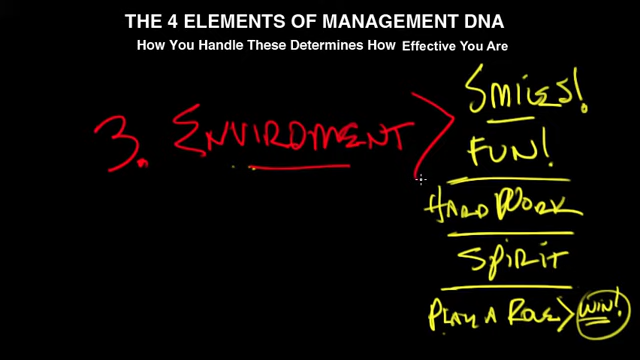 THE 4 ELEMENTS OF MANAGEMENT DNA
How You Handle These Determines How Effective You Are
3. ENVIROMENT >
SMILES!
FUN!
HARD WORK
SPIRIT
PLAY A ROLE > WIN!